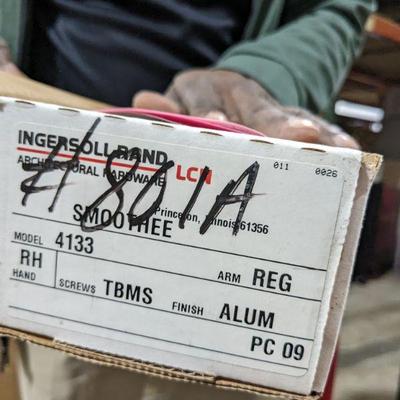 INGERSOLL-RAND
ARCHITECTURAL HARDWARE LCN
011 0026
#801A
Princeton, Illinois 61356
SMOOTHEE
MODEL 4133
RH HAND
ARM REG
SCREWS TBMS FINISH ALUM
PC 09